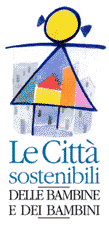 Le Città
sostenibili
DELLE BAMBINE
E DEI BAMBINI